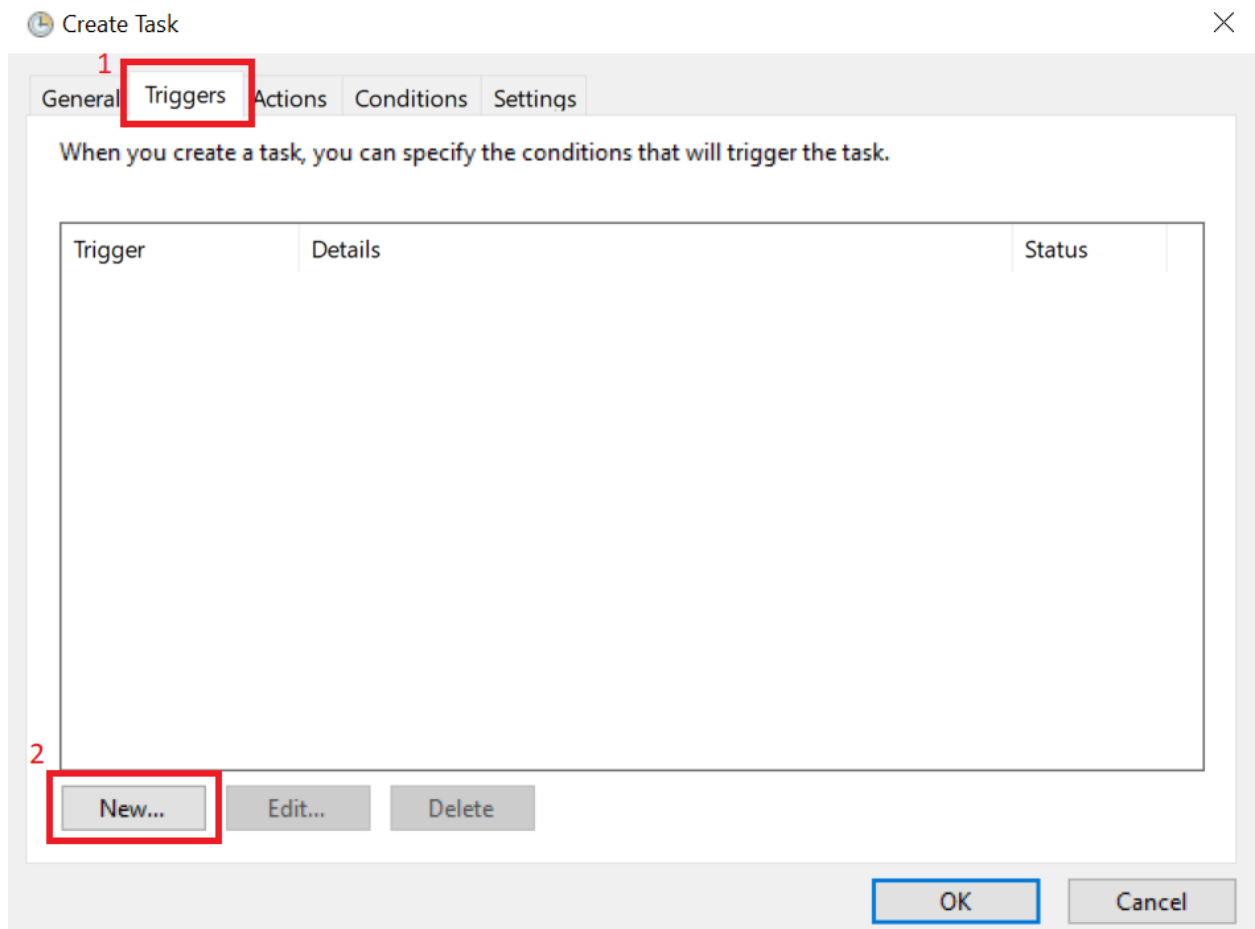 Create Task
1
General Triggers Actions Conditions Settings
When you create a task, you can specify the conditions that will trigger the task.
Trigger Details Status
2
New... Edit... Delete
OK Cancel